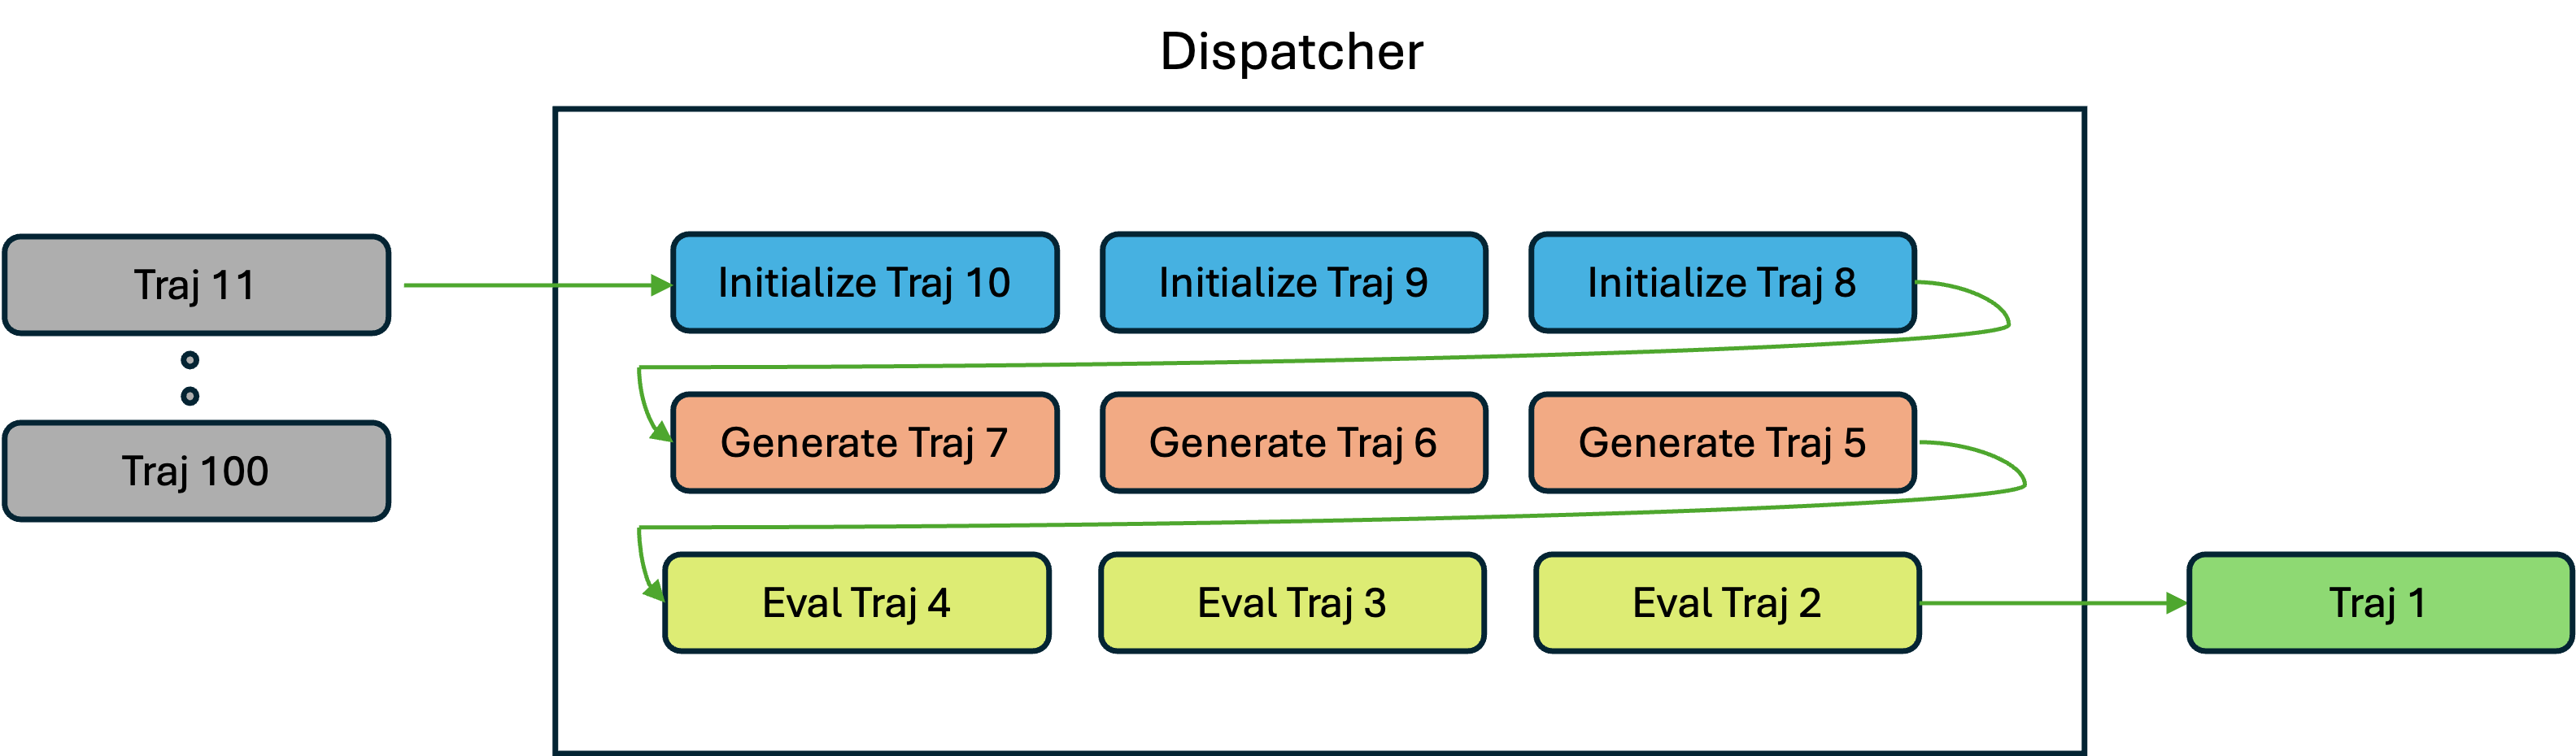 Dispatcher
Traj 11
Traj 100
Initialize Traj 10
Initialize Traj 9
Initialize Traj 8
Generate Traj 7
Generate Traj 6
Generate Traj 5
Eval Traj 4
Eval Traj 3
Eval Traj 2
Traj 1